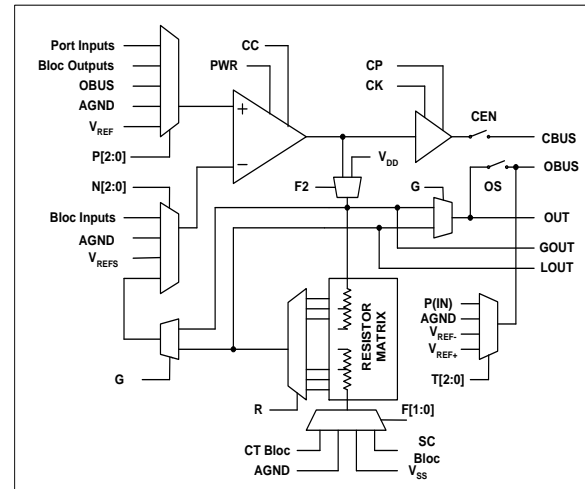 Port Inputs
Bloc Outputs
OBUS
AGND
VREF
P[2:0]
CC
PWR
CP
CK
CEN
CBUS
+
−
VDD
F2
OBUS
OS
G
N[2:0]
Bloc Inputs
AGND
VREFS
OUT
GOUT
LOUT
G
RESISTOR
MATRIX
P(IN)
AGND
VREF-
VREF+
T[2:0]
R
F[1:0]
CT Bloc
AGND
SC
Bloc
VSS